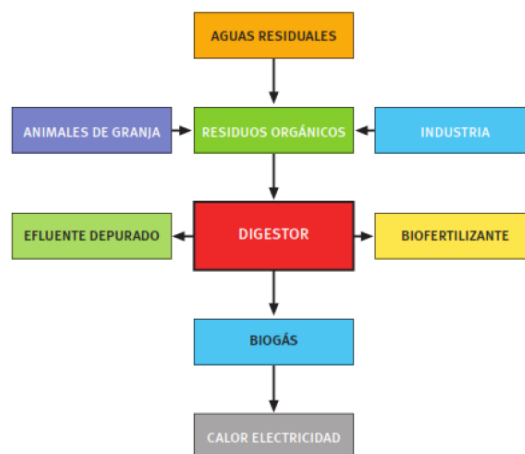 AGUAS RESIDUALES
ANIMALES DE GRANJA
RESIDUOS ORGÁNICOS
INDUSTRIA
EFLUENTE DEPURADO
DIGESTOR
BIOFERTILIZANTE
BIOGÁS
CALOR ELECTRICIDAD